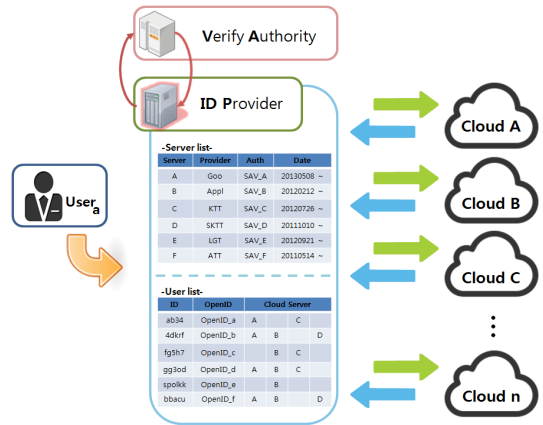 Verify Authority
ID Provider
User_a
-Server list-
Server Provider Auth Date
A Goo SAV_A 20130508 ~
B Appl SAV_B 20120212 ~
C KTT SAV_C 20120726 ~
D SKTT SAV_D 20111010 ~
E LGT SAV_E 20120921 ~
F ATT SAV_F 20110514 ~
-User list-
ID OpenID Cloud Server
ab34 OpenID_a A C
4dkrf OpenID_b A B D
fg5h7 OpenID_c B C
gg3od OpenID_d A B C
spolkk OpenID_e B
bbacu OpenID_f A B D
Cloud A
Cloud B
Cloud C
Cloud n